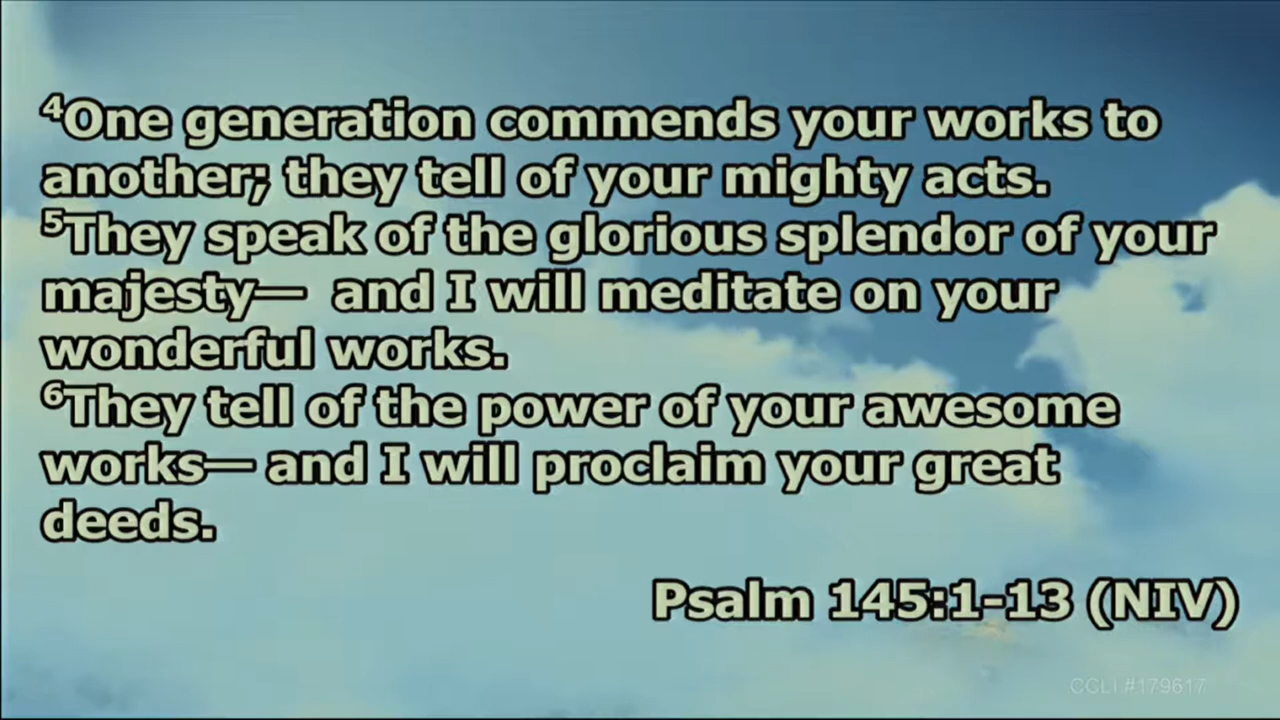 ⁴One generation commends your works to
another; they tell of your mighty acts.
⁵They speak of the glorious splendor of your
majesty— and I will meditate on your
wonderful works.
⁶They tell of the power of your awesome
works— and I will proclaim your great
deeds.
Psalm 145:1-13 (NIV)
CCLI #179617